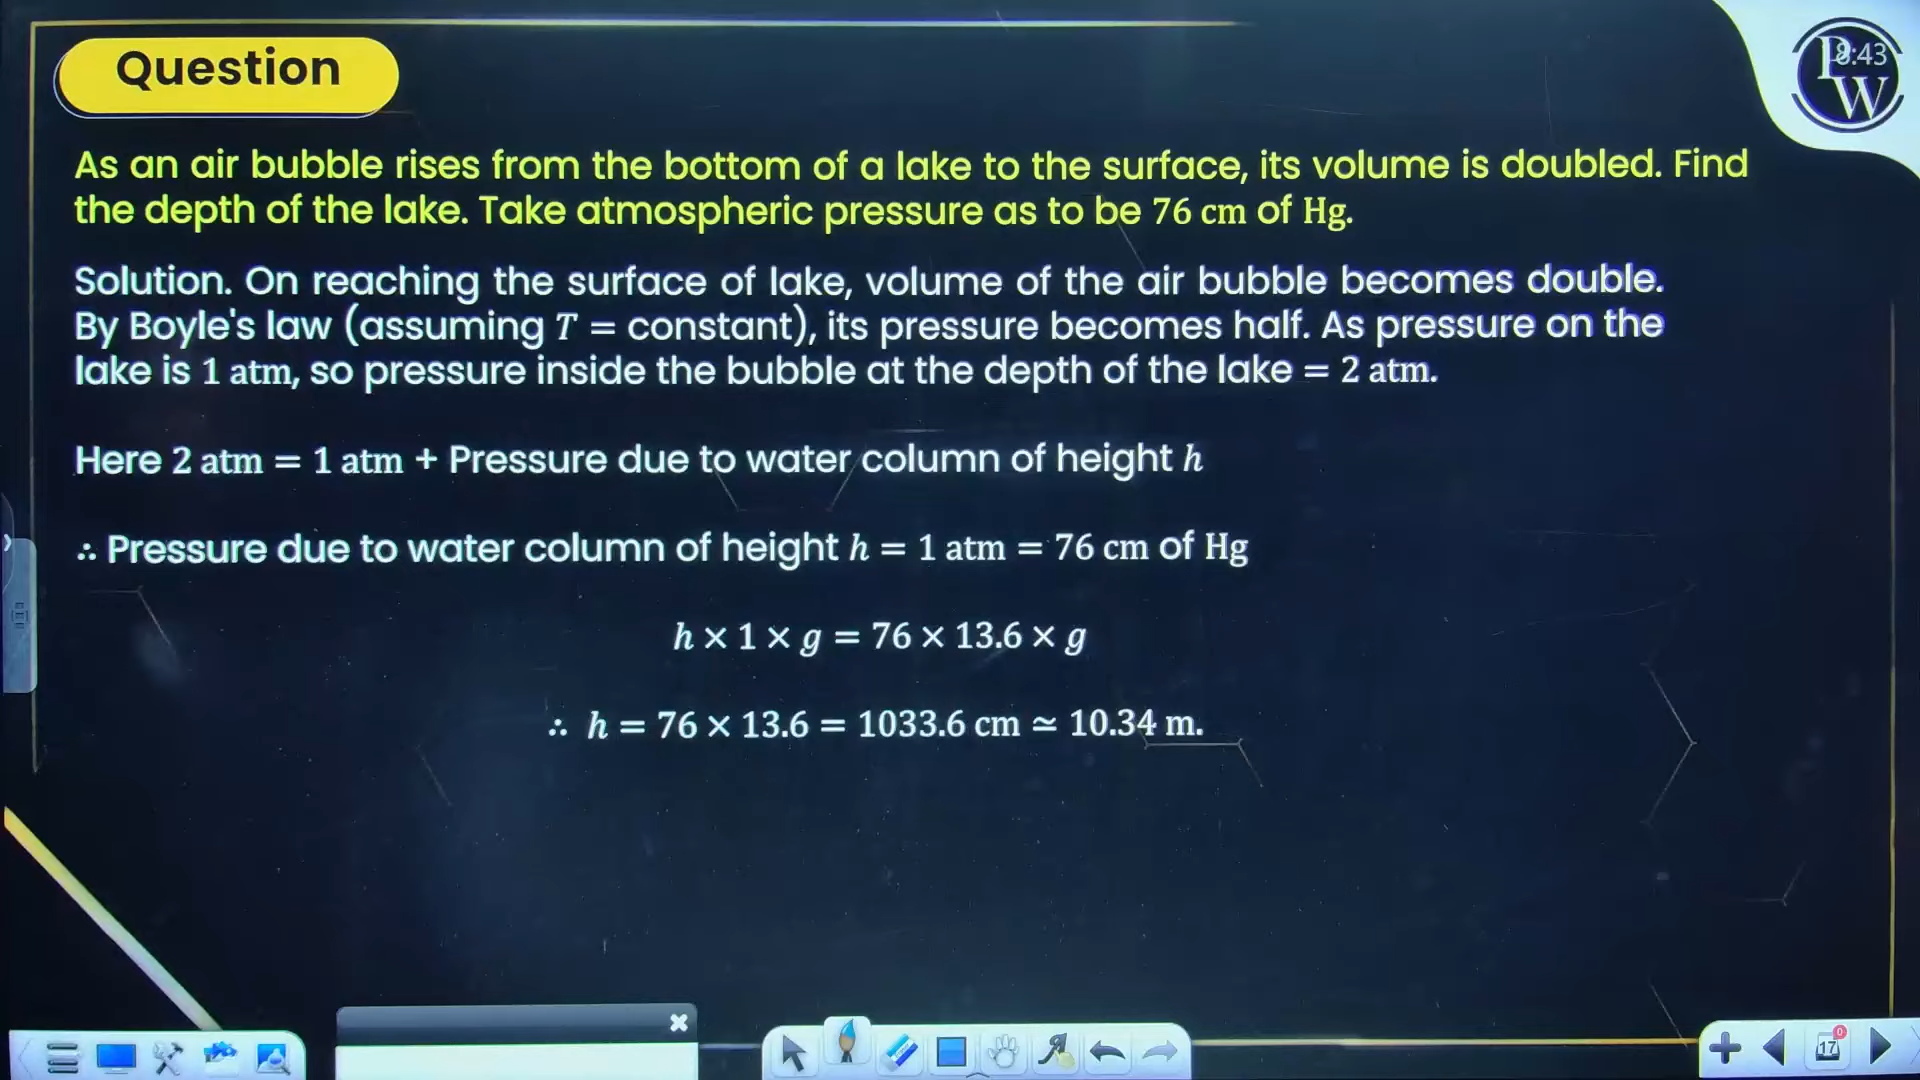 Question
8:43
PW
As an air bubble rises from the bottom of a lake to the surface, its volume is doubled. Find
the depth of the lake. Take atmospheric pressure as to be 76 cm of Hg.
Solution. On reaching the surface of lake, volume of the air bubble becomes double.
By Boyle's law (assuming T = constant), its pressure becomes half. As pressure on the
lake is 1 atm, so pressure inside the bubble at the depth of the lake = 2 atm.
Here 2 atm = 1 atm + Pressure due to water column of height h
∴ Pressure due to water column of height h = 1 atm = 76 cm of Hg
h × 1 × g = 76 × 13.6 × g
∴ h = 76 × 13.6 = 1033.6 cm ≃ 10.34 m.
0
17